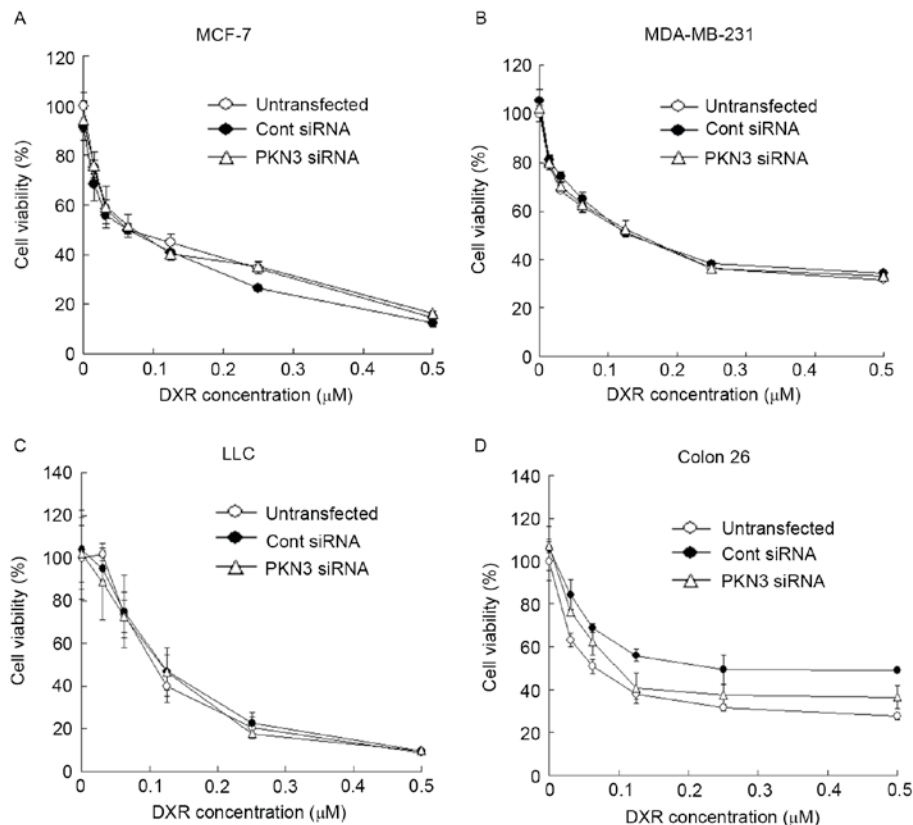 A
MCF-7
120
100
80
60
40
20
0
Cell viability (%)
Untransfected
Cont siRNA
PKN3 siRNA
0
0.1
0.2
0.3
0.4
0.5
DXR concentration (μM)
B
MDA-MB-231
120
100
80
60
40
20
0
Cell viability (%)
Untransfected
Cont siRNA
PKN3 siRNA
0
0.1
0.2
0.3
0.4
0.5
DXR concentration (μM)
C
LLC
140
120
100
80
60
40
20
0
Cell viability (%)
Untransfected
Cont siRNA
PKN3 siRNA
0
0.1
0.2
0.3
0.4
0.5
DXR concentration (μM)
D
Colon 26
140
120
100
80
60
40
20
0
Cell viability (%)
Untransfected
Cont siRNA
PKN3 siRNA
0
0.1
0.2
0.3
0.4
0.5
DXR concentration (μM)